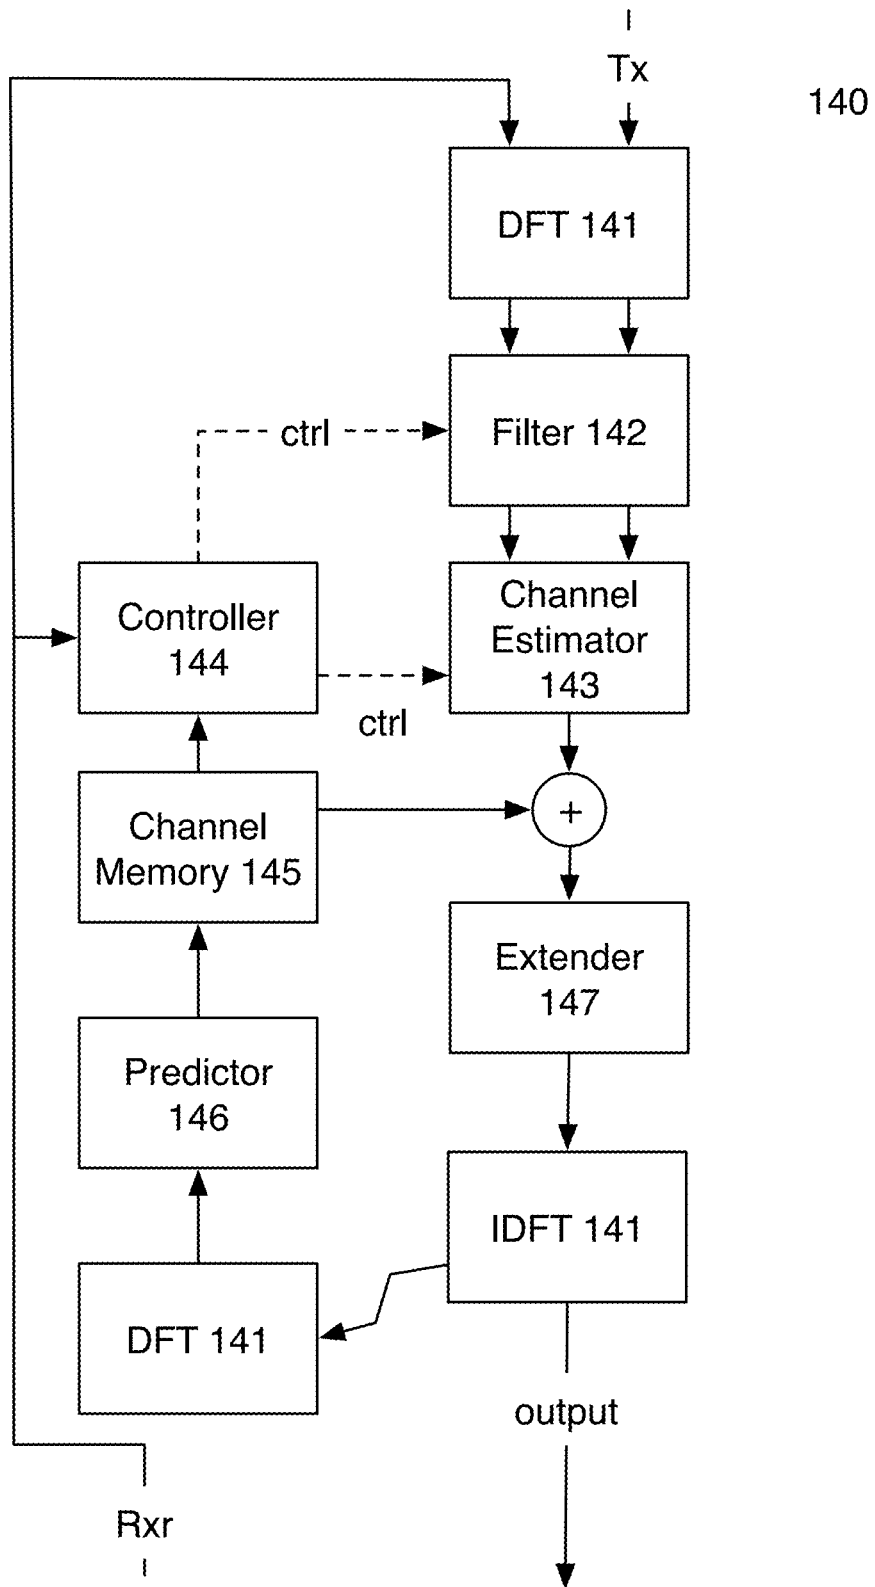 Tx
140
DFT 141
ctrl
Filter 142
Controller
144
Channel
Estimator
143
ctrl
Channel
Memory 145
+
Extender
147
Predictor
146
IDFT 141
DFT 141
output
Rxr